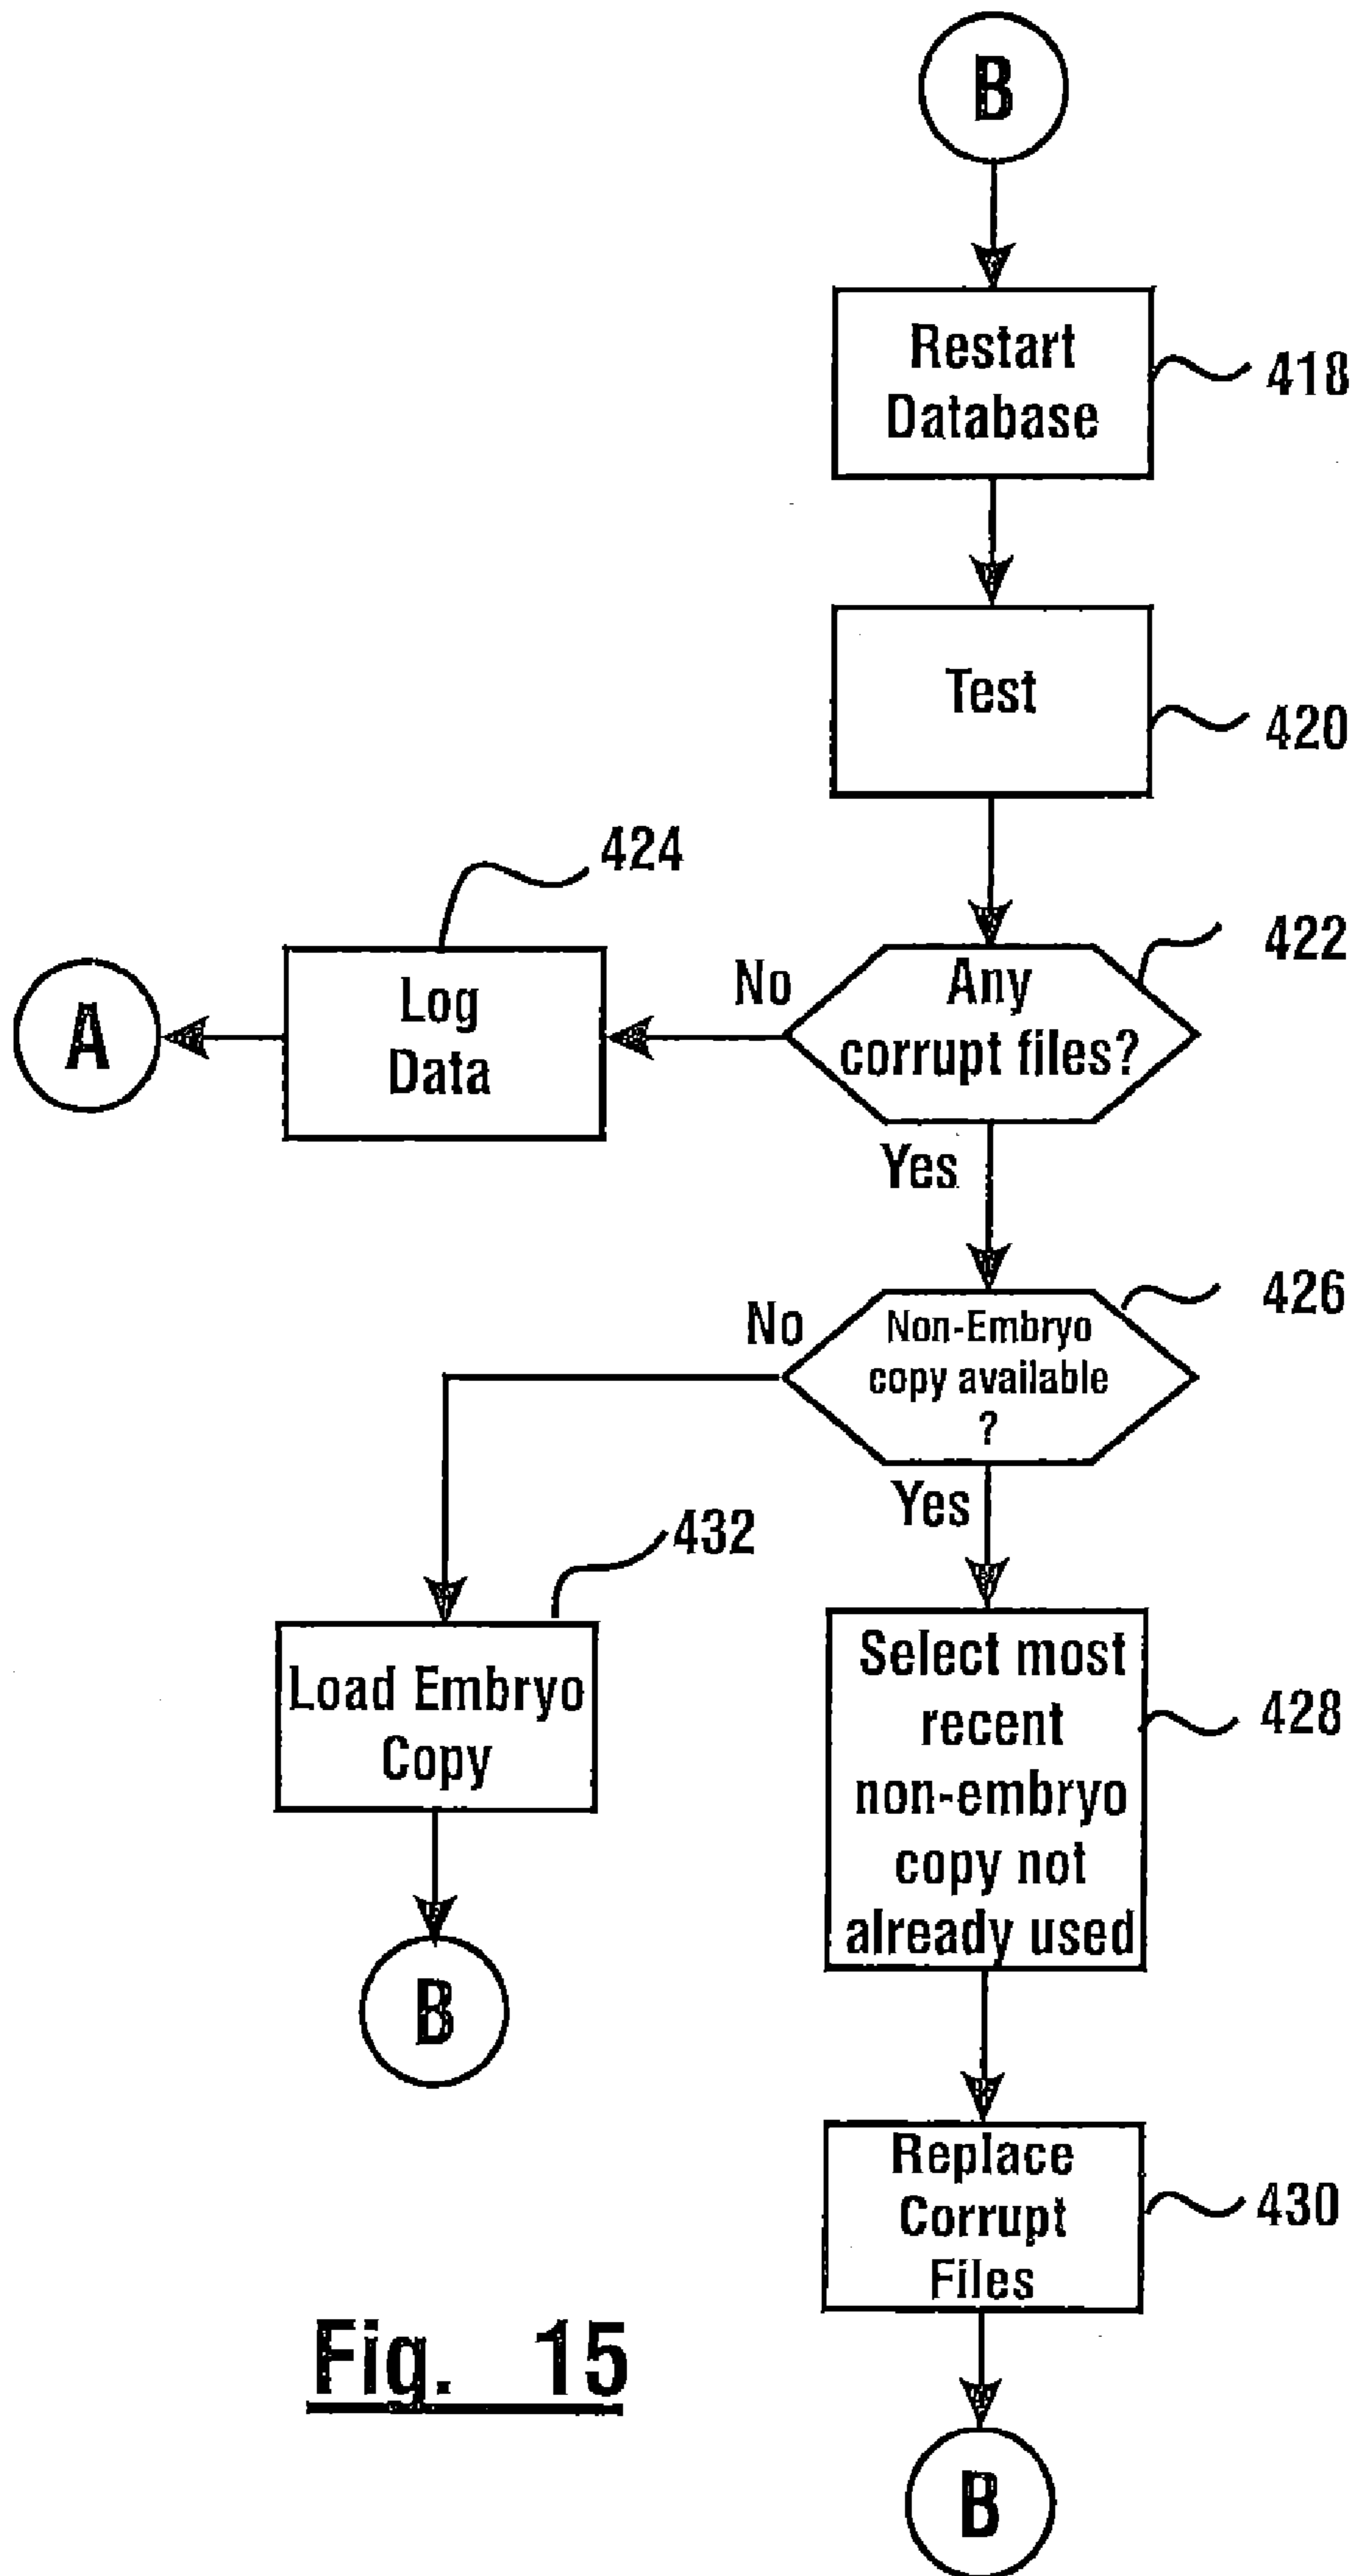 B
Restart
Database
418
Test
420
424
422
No
Any
corrupt files?
Log
Data
A
Yes
426
No
Non-Embryo
copy available
?
Yes
432
Load Embryo
Copy
Select most
recent
non-embryo
copy not
already used
428
B
Replace
Corrupt
Files
430
Fig. 15
B